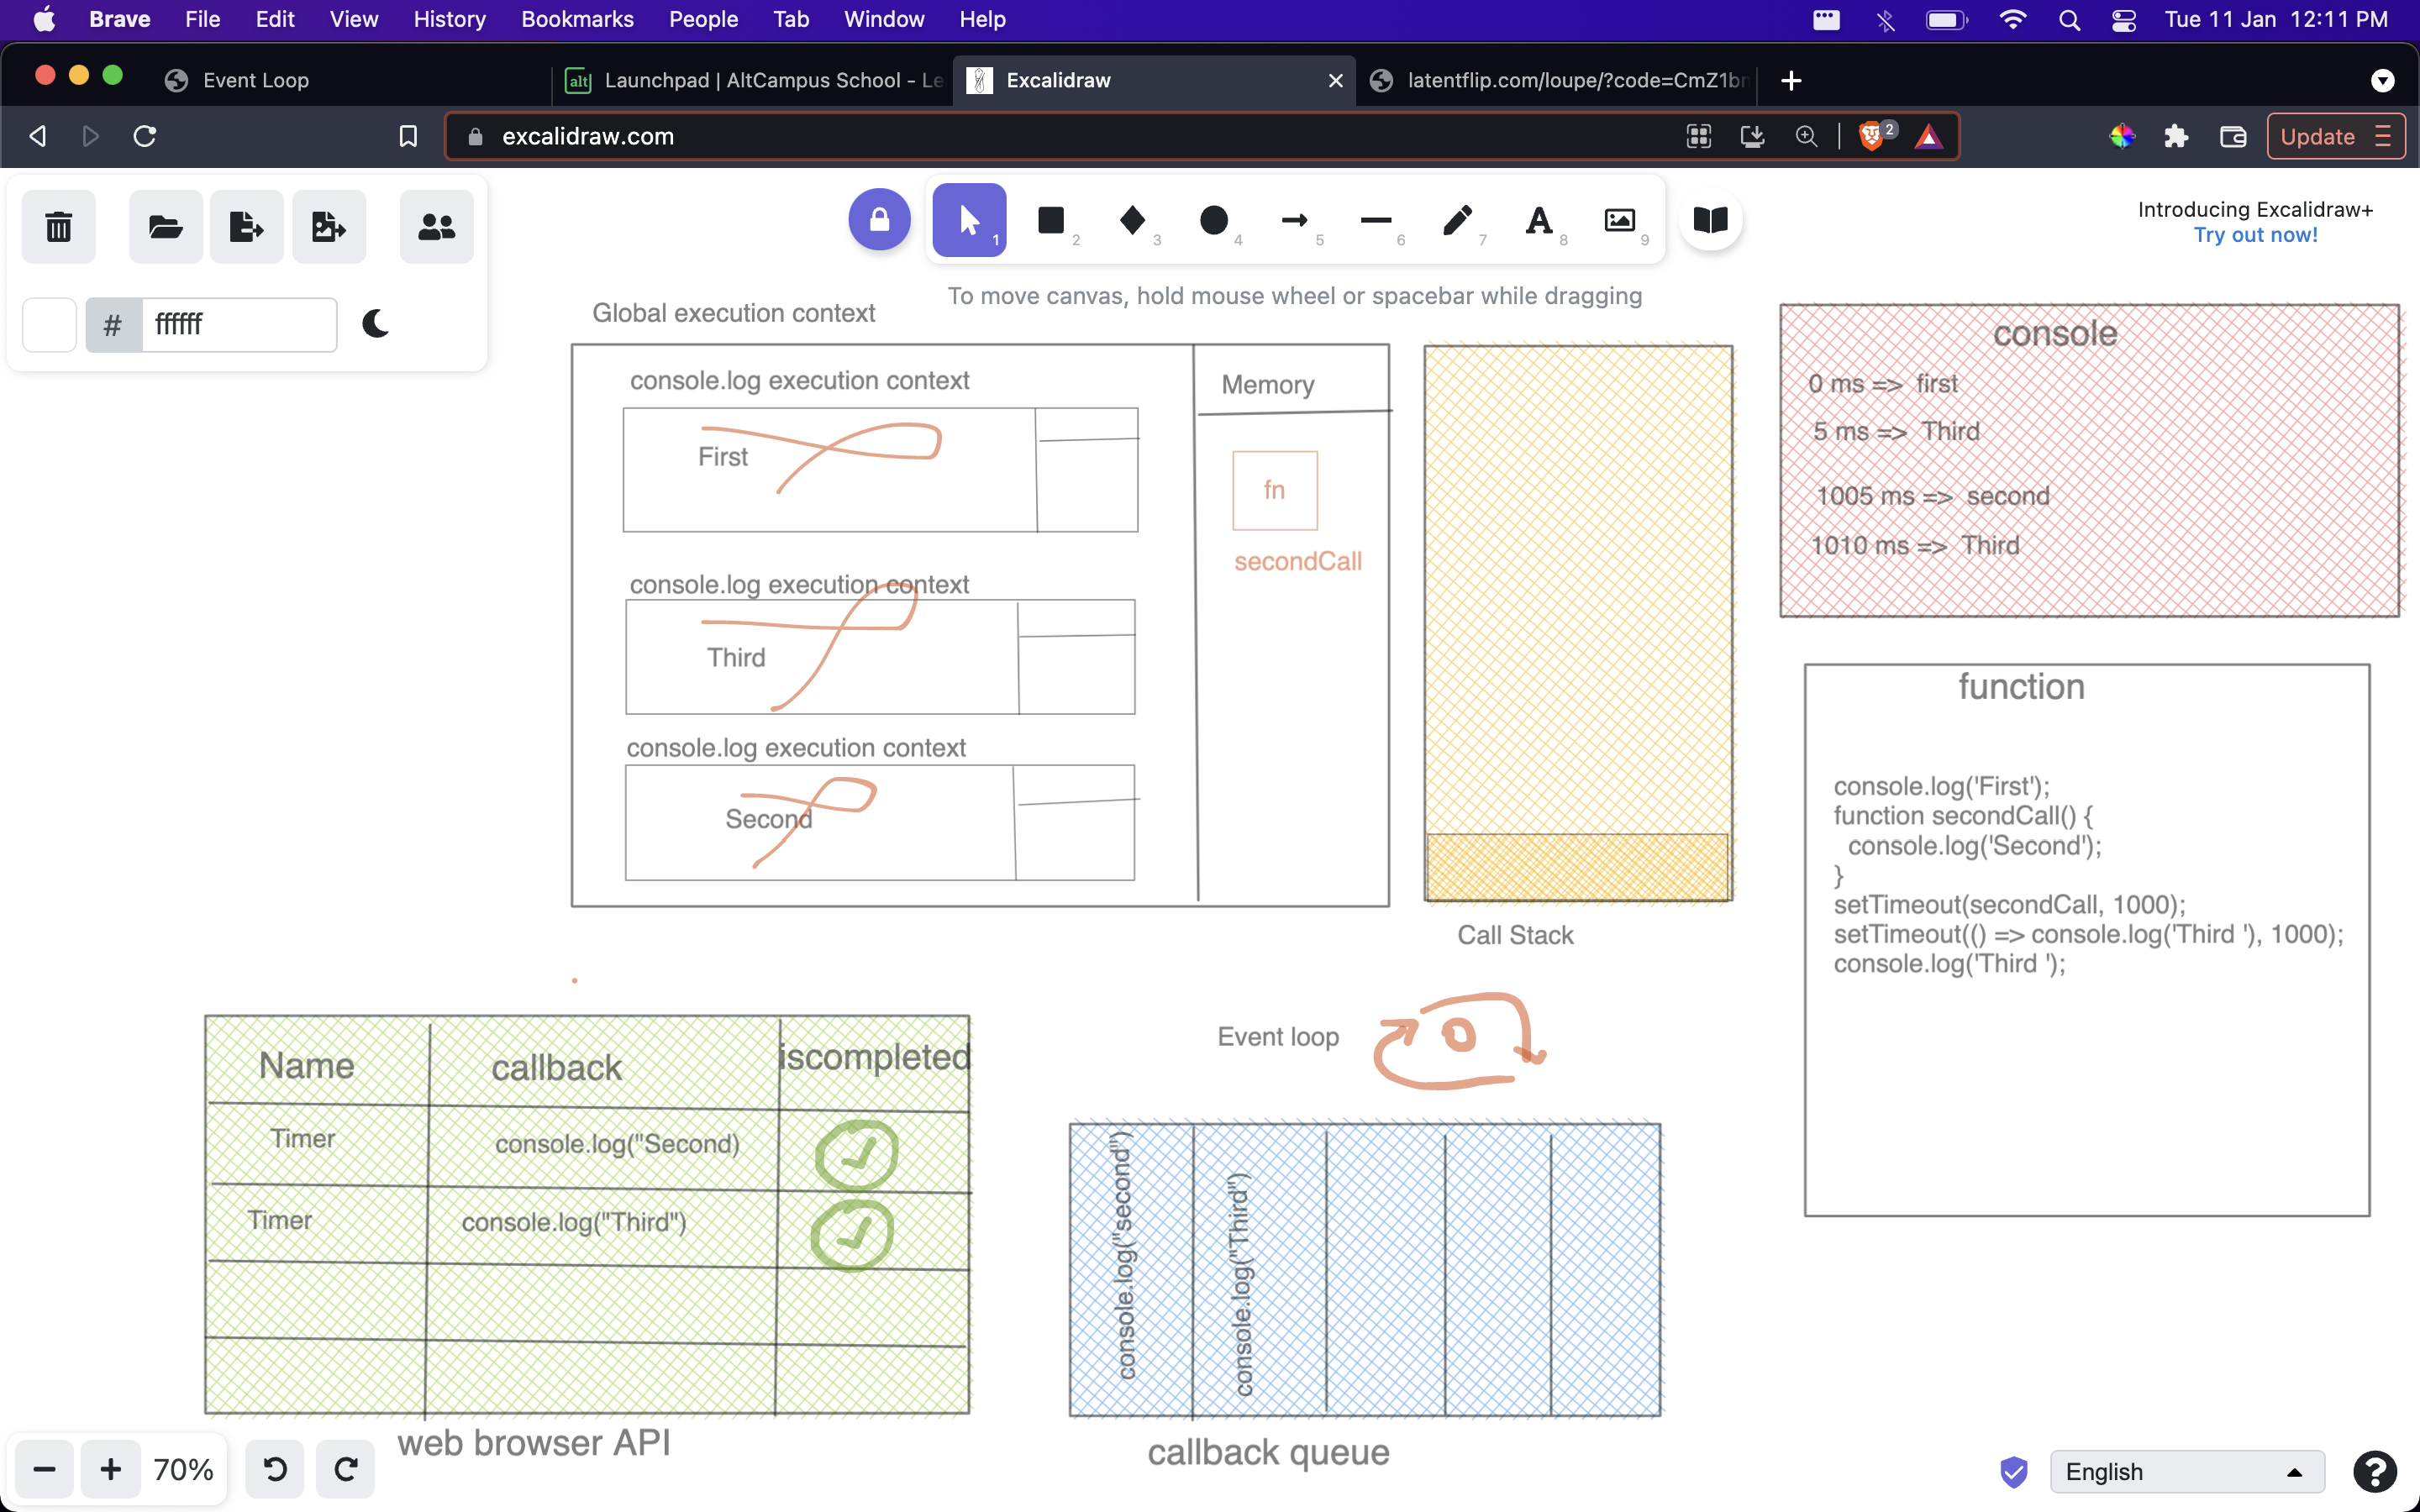 Brave File Edit View History Bookmarks People Tab Window Help Tue 11 Jan 12:11 PM
Event Loop
alt Launchpad | AltCampus School - Le
Excalidraw
latentflip.com/loupe/?code=CmZ1br
excalidraw.com
2
Update
1 2 3 4 5 6 7 8 9
A
Introducing Excalidraw+
Try out now!
To move canvas, hold mouse wheel or spacebar while dragging
# ffffff
Global execution context
console.log execution context
First
console.log execution context
Third
console.log execution context
Second
Memory
fn
secondCall
Call Stack
console
0 ms => first
5 ms => Third
1005 ms => second
1010 ms => Third
function
console.log('First');
function secondCall() {
console.log('Second');
}
setTimeout(secondCall, 1000);
setTimeout(() => console.log('Third '), 1000);
console.log('Third ');
Event loop
Name callback iscompleted
Timer console.log("Second)
Timer console.log("Third")
web browser API
console.log("second")
console.log("Third")
callback queue
70%
English
?